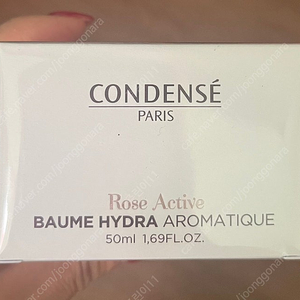 CONDENSÉ
PARIS
Rose Active
BAUME HYDRA AROMATIQUE
50ml 1,69FL.OZ.